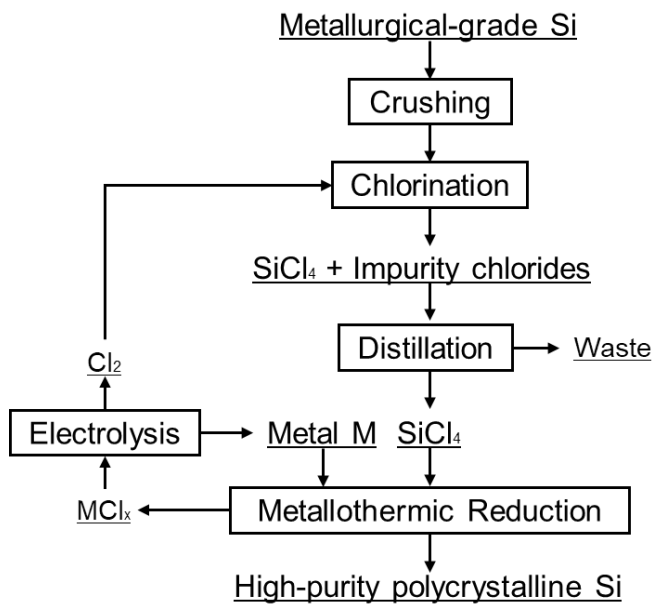 Metallurgical-grade Si
Crushing
Chlorination
SiCl₄ + Impurity chlorides
Distillation
Waste
Cl₂
Electrolysis
Metal M
SiCl₄
MClₓ
Metallothermic Reduction
High-purity polycrystalline Si